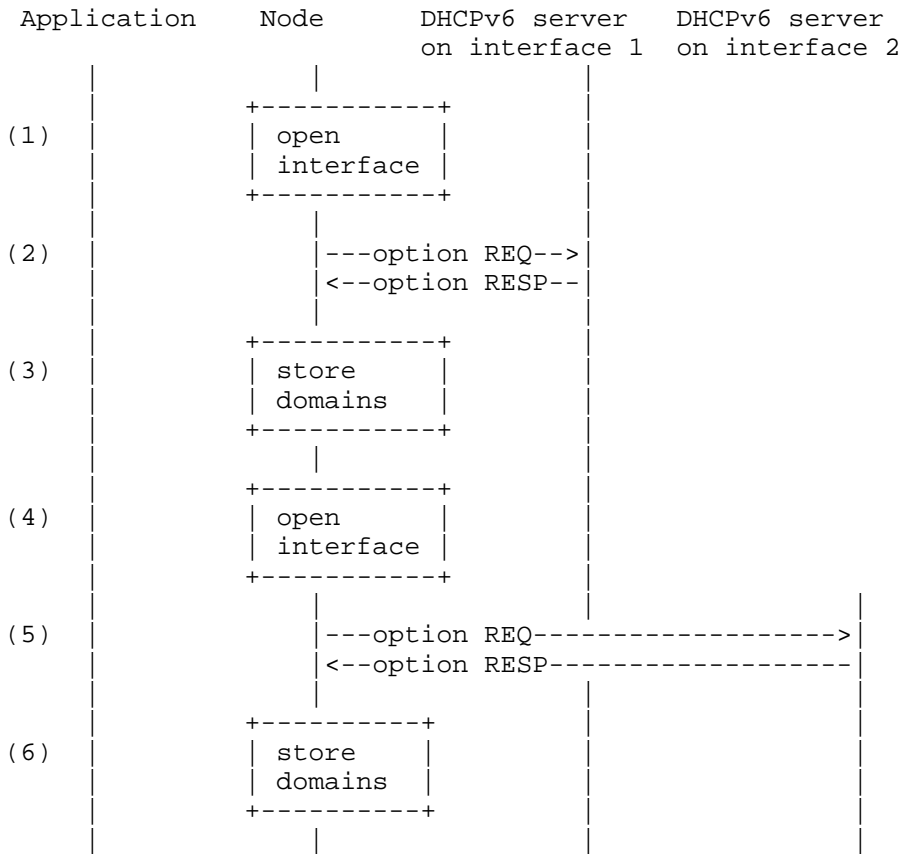 Application    Node        DHCPv6 server   DHCPv6 server
on interface 1  on interface 2
(1) open
interface
(2) ---option REQ-->
<--option RESP--
(3) store
domains
(4) open
interface
(5) ---option REQ------------------->
<--option RESP-------------------
(6) store
domains